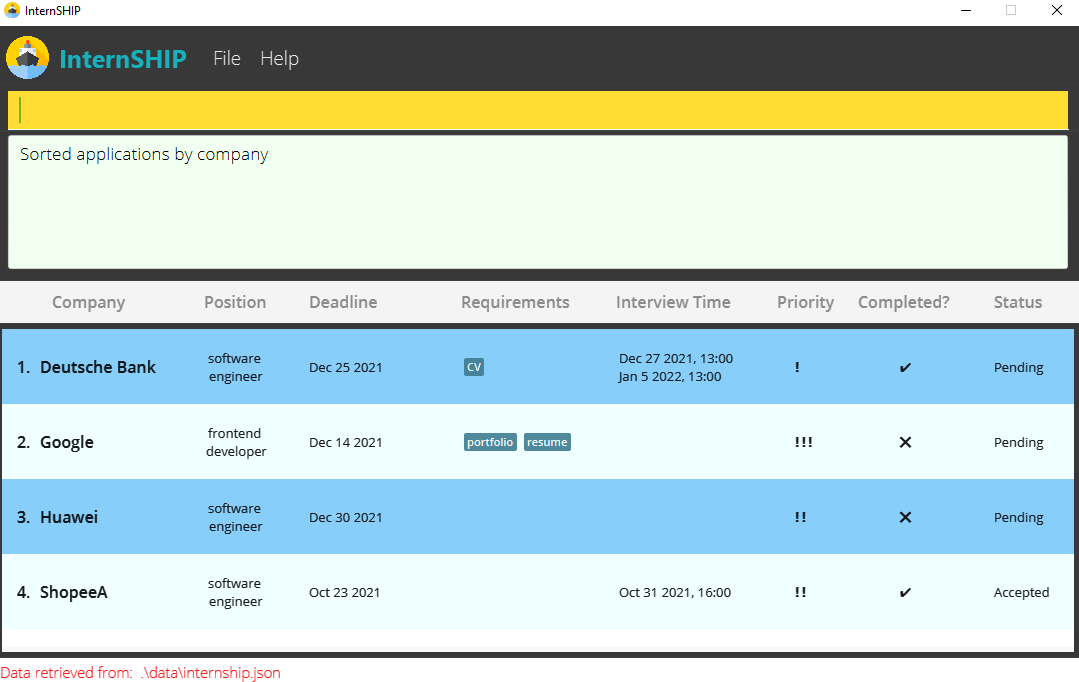 InternSHIP
InternSHIP File Help
Sorted applications by company
Company Position Deadline Requirements Interview Time Priority Completed? Status
1. Deutsche Bank software engineer Dec 25 2021 CV Dec 27 2021, 13:00 Jan 5 2022, 13:00 ! ✔ Pending
2. Google frontend developer Dec 14 2021 portfolio resume !!! ✕ Pending
3. Huawei software engineer Dec 30 2021 !! ✕ Pending
4. ShopeeA software engineer Oct 23 2021 Oct 31 2021, 16:00 !! ✔ Accepted
Data retrieved from: .\data\internship.json